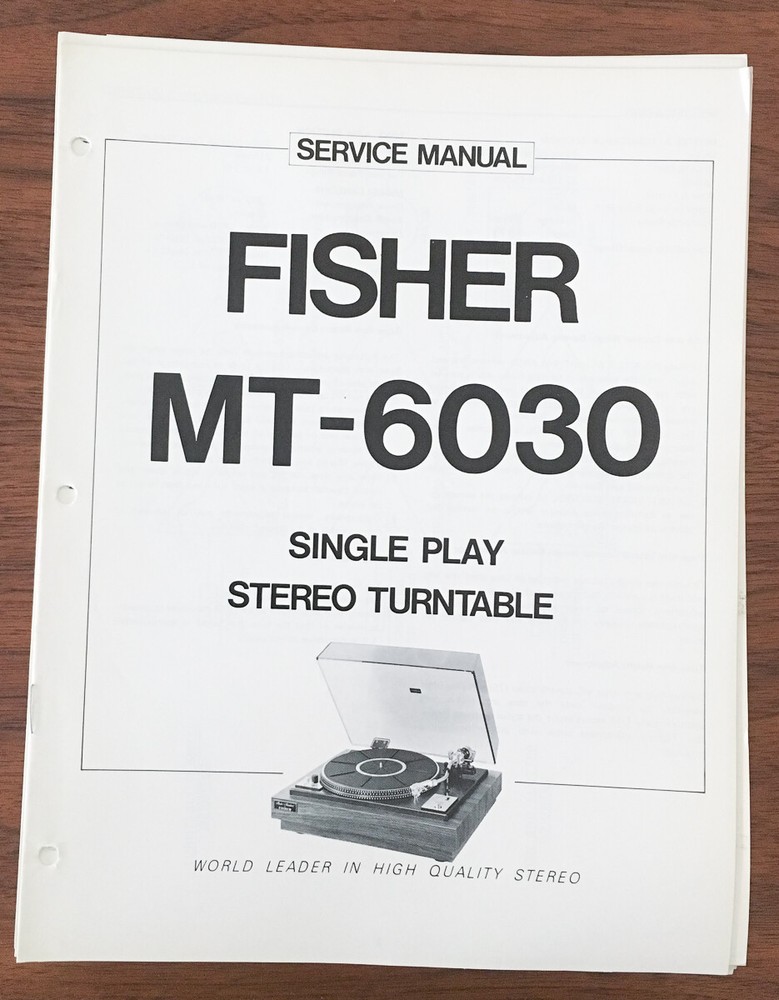 SERVICE MANUAL
FISHER
MT-6030
SINGLE PLAY
STEREO TURNTABLE
WORLD LEADER IN HIGH QUALITY STEREO